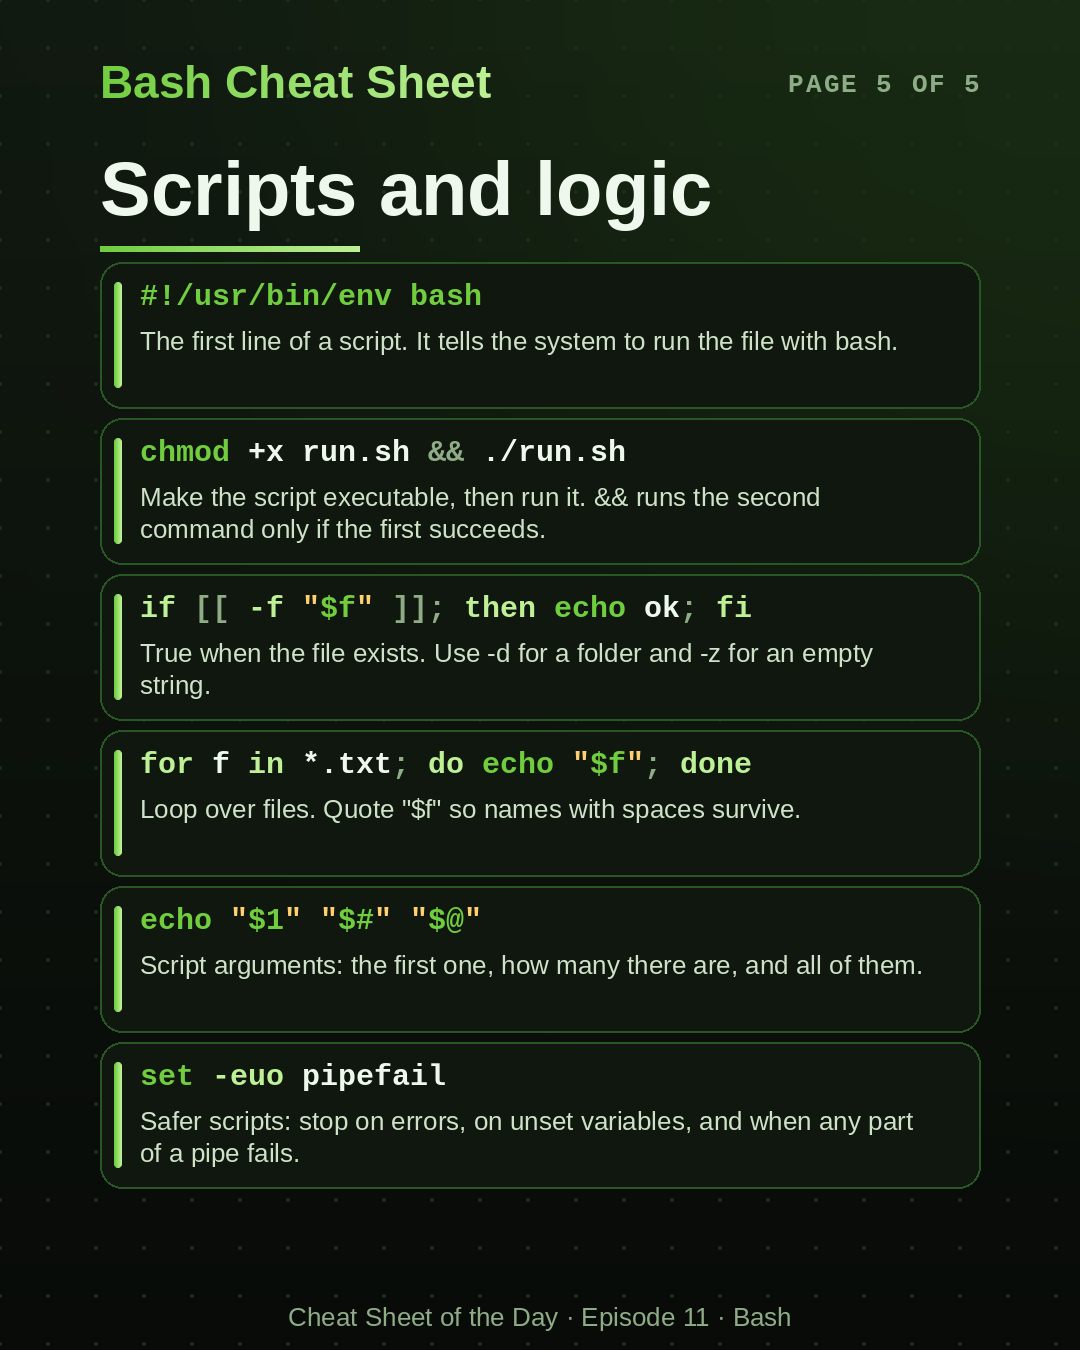 Bash Cheat Sheet
PAGE 5 OF 5
Scripts and logic
#!/usr/bin/env bash
The first line of a script. It tells the system to run the file with bash.
chmod +x run.sh && ./run.sh
Make the script executable, then run it. && runs the second
command only if the first succeeds.
if [[ -f "$f" ]]; then echo ok; fi
True when the file exists. Use -d for a folder and -z for an empty
string.
for f in *.txt; do echo "$f"; done
Loop over files. Quote "$f" so names with spaces survive.
echo "$1" "$#" "$@"
Script arguments: the first one, how many there are, and all of them.
set -euo pipefail
Safer scripts: stop on errors, on unset variables, and when any part
of a pipe fails.
Cheat Sheet of the Day · Episode 11 · Bash